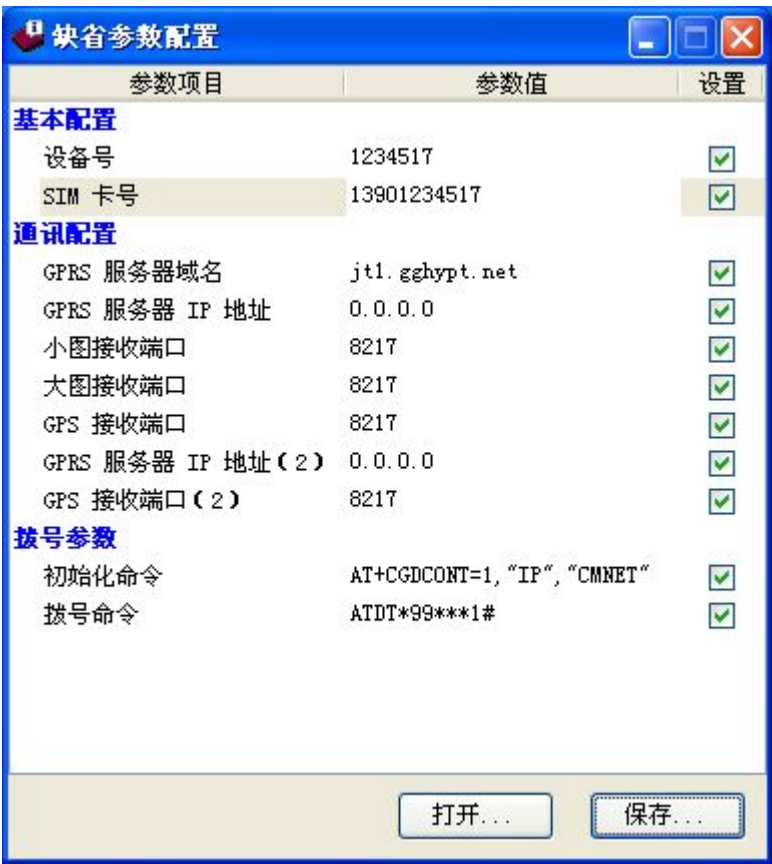 缺省参数配置
参数项目 参数值 设置
基本配置
设备号 1234517
SIM 卡号 13901234517
通讯配置
GPRS 服务器域名 jt1.gghypt.net
GPRS 服务器 IP 地址 0.0.0.0
小图接收端口 8217
大图接收端口 8217
GPS 接收端口 8217
GPRS 服务器 IP 地址(2) 0.0.0.0
GPS 接收端口(2) 8217
拨号参数
初始化命令 AT+CGDCONT=1,"IP","CMNET"
拨号命令 ATDT*99***1#
打开... 保存...